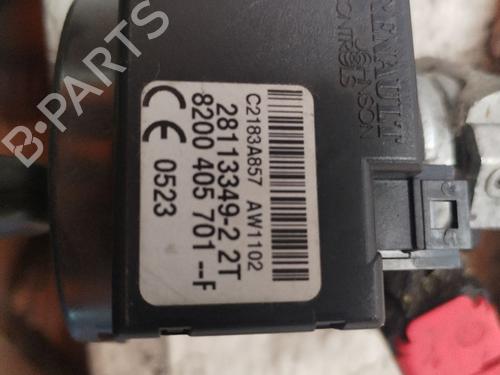 RENAULT
JOHNSON
CONTROLS
C2183A857 AW1102
28113349-2 2T
8200 405 701 --F
CE 0523
B-PARTS